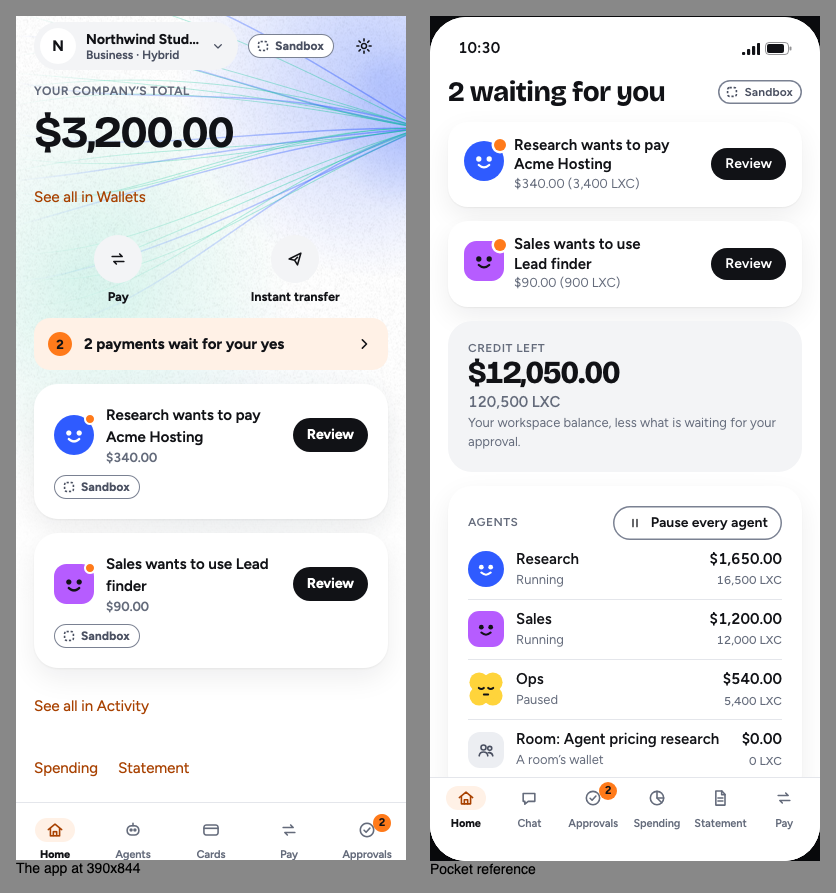 N
Northwind Stud...
Business · Hybrid
Sandbox
YOUR COMPANY'S TOTAL
$3,200.00
See all in Wallets
Pay
Instant transfer
2
2 payments wait for your yes
Research wants to pay
Acme Hosting
$340.00
Review
Sandbox
Sales wants to use Lead
finder
$90.00
Review
Sandbox
See all in Activity
Spending
Statement
Home
Agents
Cards
Pay
2
Approvals
The app at 390x844
10:30
2 waiting for you
Sandbox
Research wants to pay
Acme Hosting
$340.00 (3,400 LXC)
Review
Sales wants to use
Lead finder
$90.00 (900 LXC)
Review
CREDIT LEFT
$12,050.00
120,500 LXC
Your workspace balance, less what is waiting for your
approval.
AGENTS
Pause every agent
Research
$1,650.00
Running
16,500 LXC
Sales
$1,200.00
Running
12,000 LXC
Ops
$540.00
Paused
5,400 LXC
Room: Agent pricing research
$0.00
A room's wallet
0 LXC
Home
Chat
2
Approvals
Spending
Statement
Pay
Pocket reference